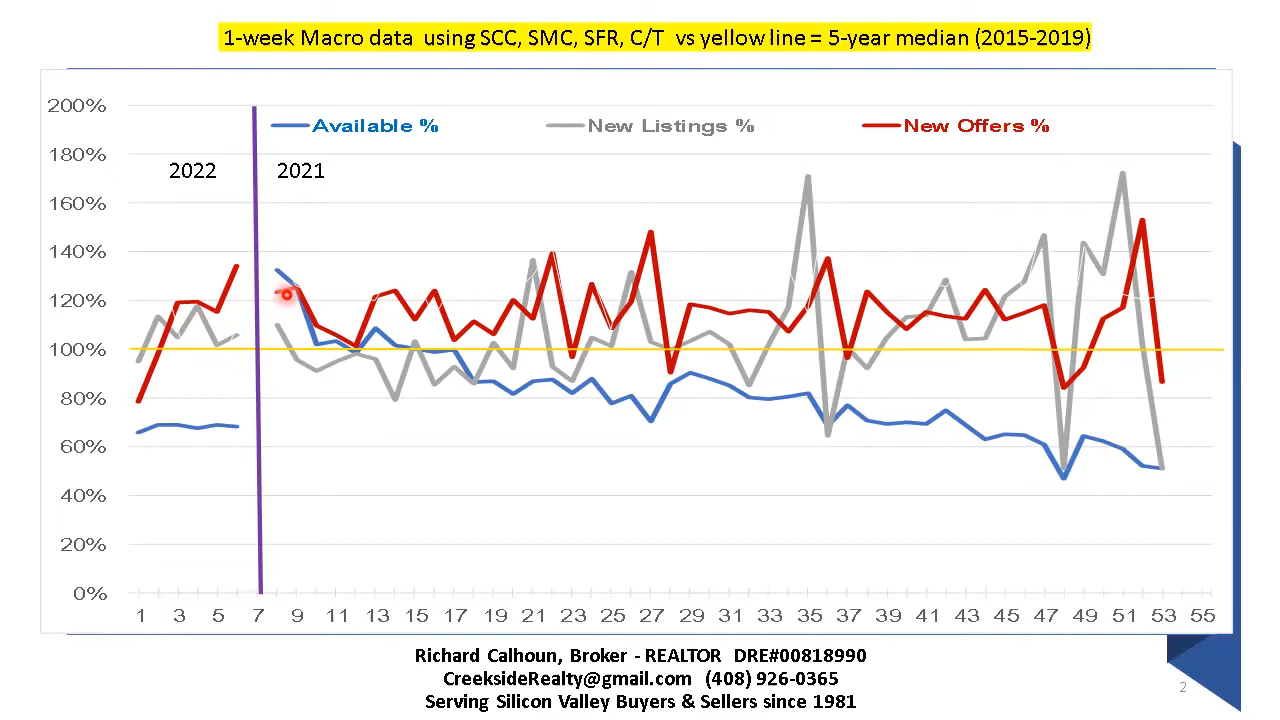 1-week Macro data using SCC, SMC, SFR, C/T vs yellow line = 5-year median (2015-2019)
200%
Available % New Listings % New Offers %
180%
2022 2021
160%
140%
120%
100%
80%
60%
40%
20%
0%
1 3 5 7 9 11 13 15 17 19 21 23 25 27 29 31 33 35 37 39 41 43 45 47 49 51 53 55
Richard Calhoun, Broker - REALTOR DRE#00818990
CreeksideRealty@gmail.com (408) 926-0365
Serving Silicon Valley Buyers & Sellers since 1981
2